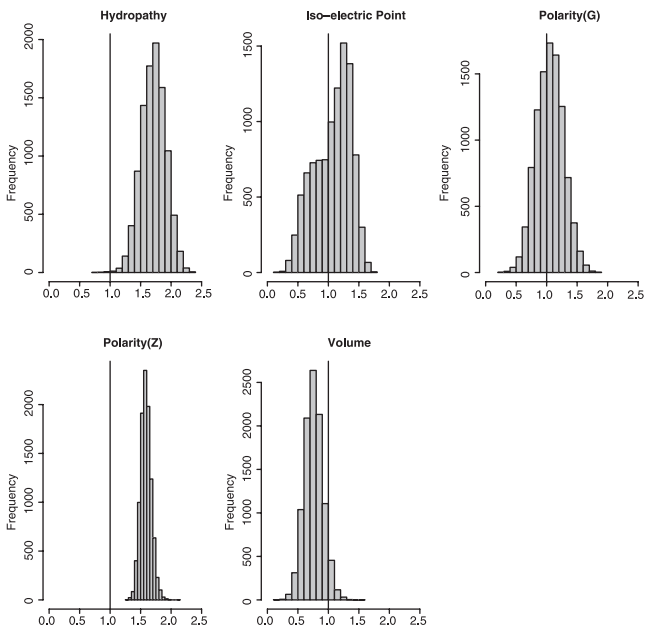 Hydropathy
Frequency
0 500 1000 1500 2000
0.0 0.5 1.0 1.5 2.0 2.5
Iso–electric Point
Frequency
0 500 1000 1500
0.0 0.5 1.0 1.5 2.0 2.5
Polarity(G)
Frequency
0 500 1000 1500
0.0 0.5 1.0 1.5 2.0 2.5
Polarity(Z)
Frequency
0 500 1000 1500 2000
0.0 0.5 1.0 1.5 2.0 2.5
Volume
Frequency
0 500 1000 1500 2000 2500
0.0 0.5 1.0 1.5 2.0 2.5